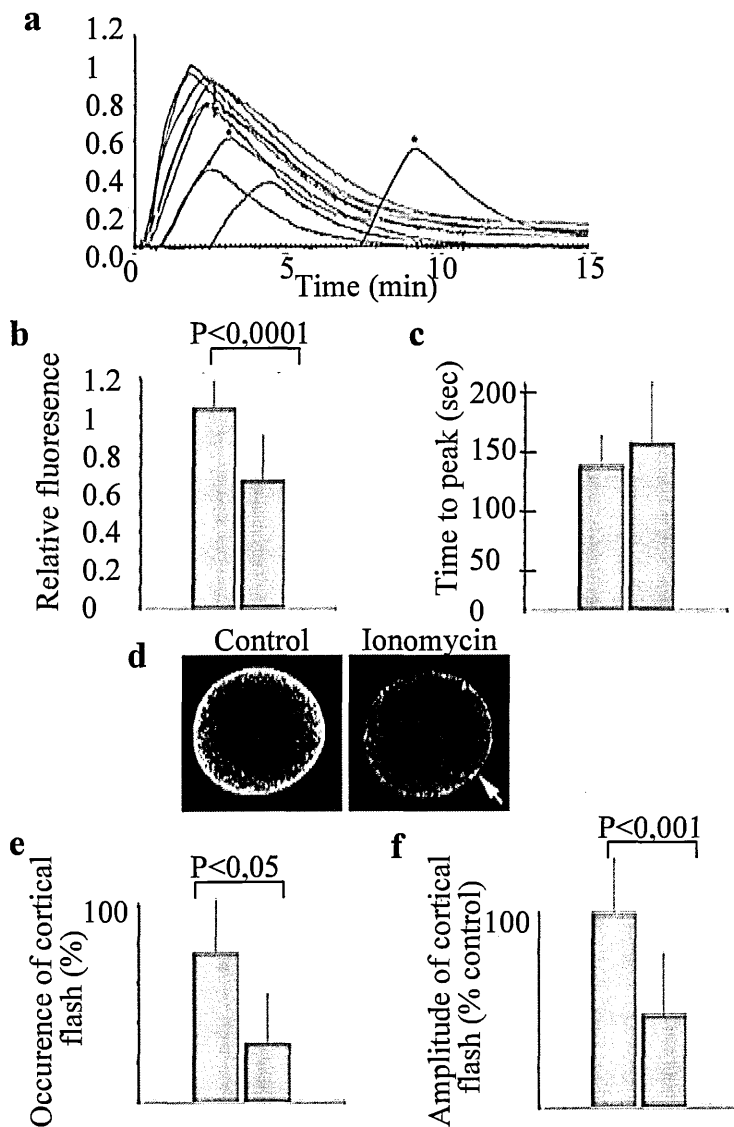 a
1.2
1
0.8
0.6
0.4
0.2
0.0
0 5 10 15
Time (min)
b
P<0,0001
Relative fluoresence
1.2
1
0.8
0.6
0.4
0.2
0
c
Time to peak (sec)
200
150
100
50
0
d
Control Ionomycin
e
P<0,05
Occurence of cortical
flash (%)
100
f
P<0,001
Amplitude of cortical
flash (% control)
100